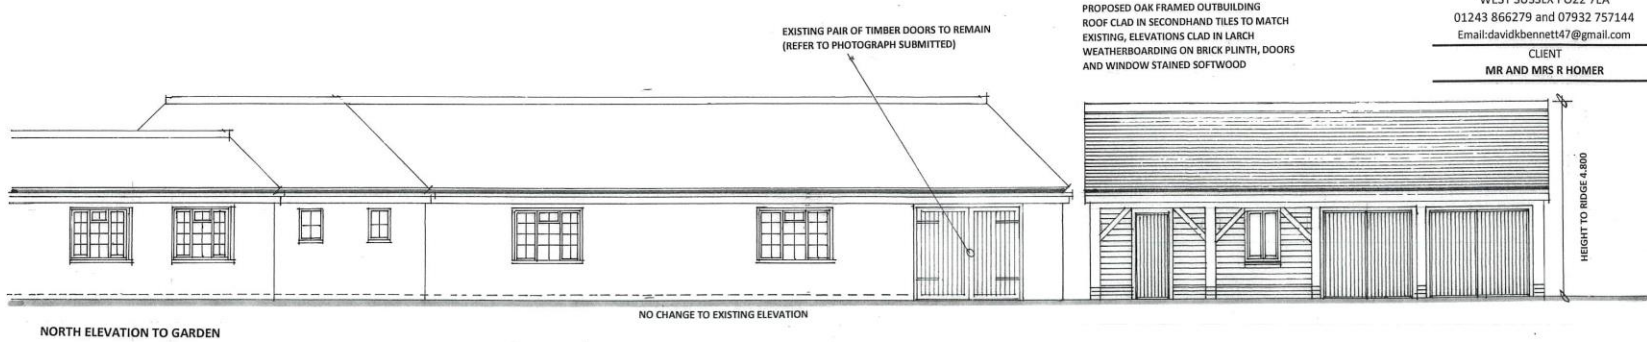 EXISTING PAIR OF TIMBER DOORS TO REMAIN
(REFER TO PHOTOGRAPH SUBMITTED)
PROPOSED OAK FRAMED OUTBUILDING
ROOF CLAD IN SECONDHAND TILES TO MATCH
EXISTING, ELEVATIONS CLAD IN LARCH
WEATHERBOARDING ON BRICK PLINTH, DOORS
AND WINDOW STAINED SOFTWOOD
WEST SUSSEX PO22 7EA
01243 866279 and 07932 757144
Email:davidkbennett47@gmail.com
CLIENT
MR AND MRS R HOMER
HEIGHT TO RIDGE 4.800
NO CHANGE TO EXISTING ELEVATION
NORTH ELEVATION TO GARDEN